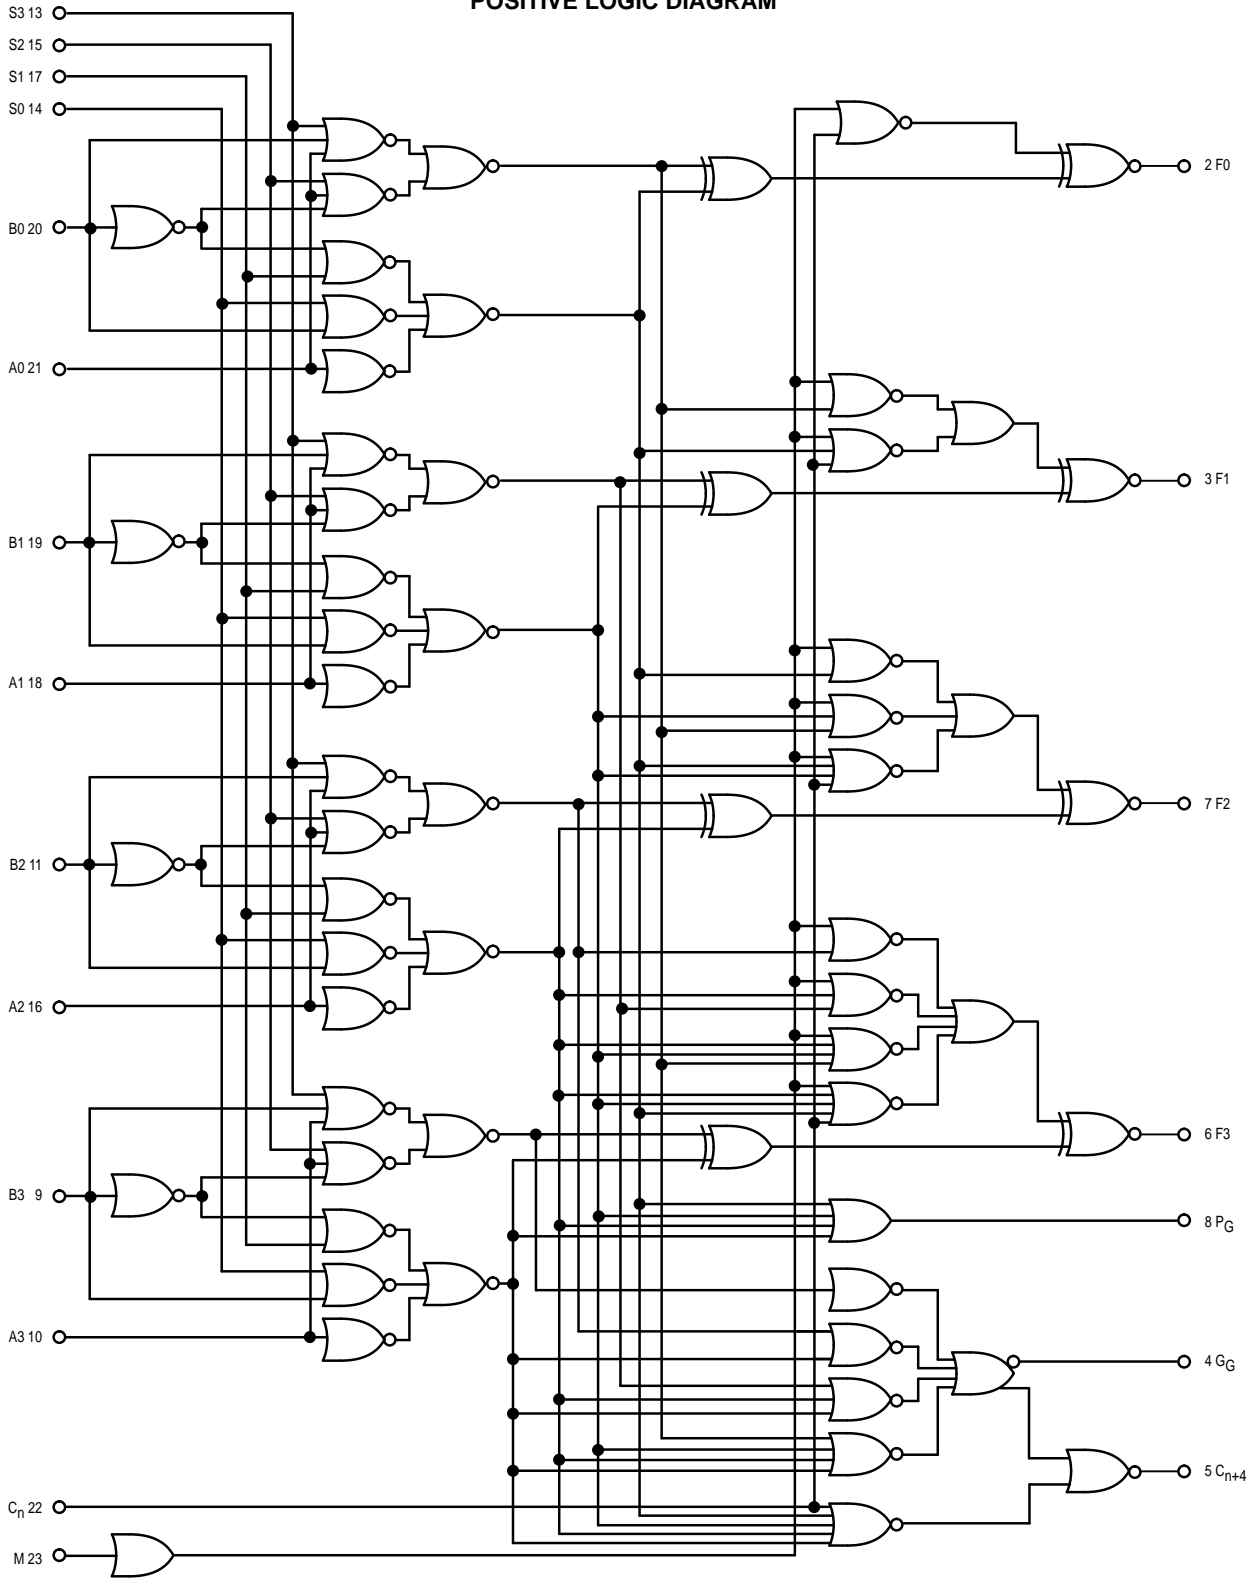 POSITIVE LOGIC DIAGRAM
S3 13
S2 15
S1 17
S0 14
2 F0
B0 20
A0 21
3 F1
B1 19
A1 18
7 F2
B2 11
A2 16
6 F3
B3 9
8 PG
A3 10
4 GG
5 Cn+4
Cn 22
M 23